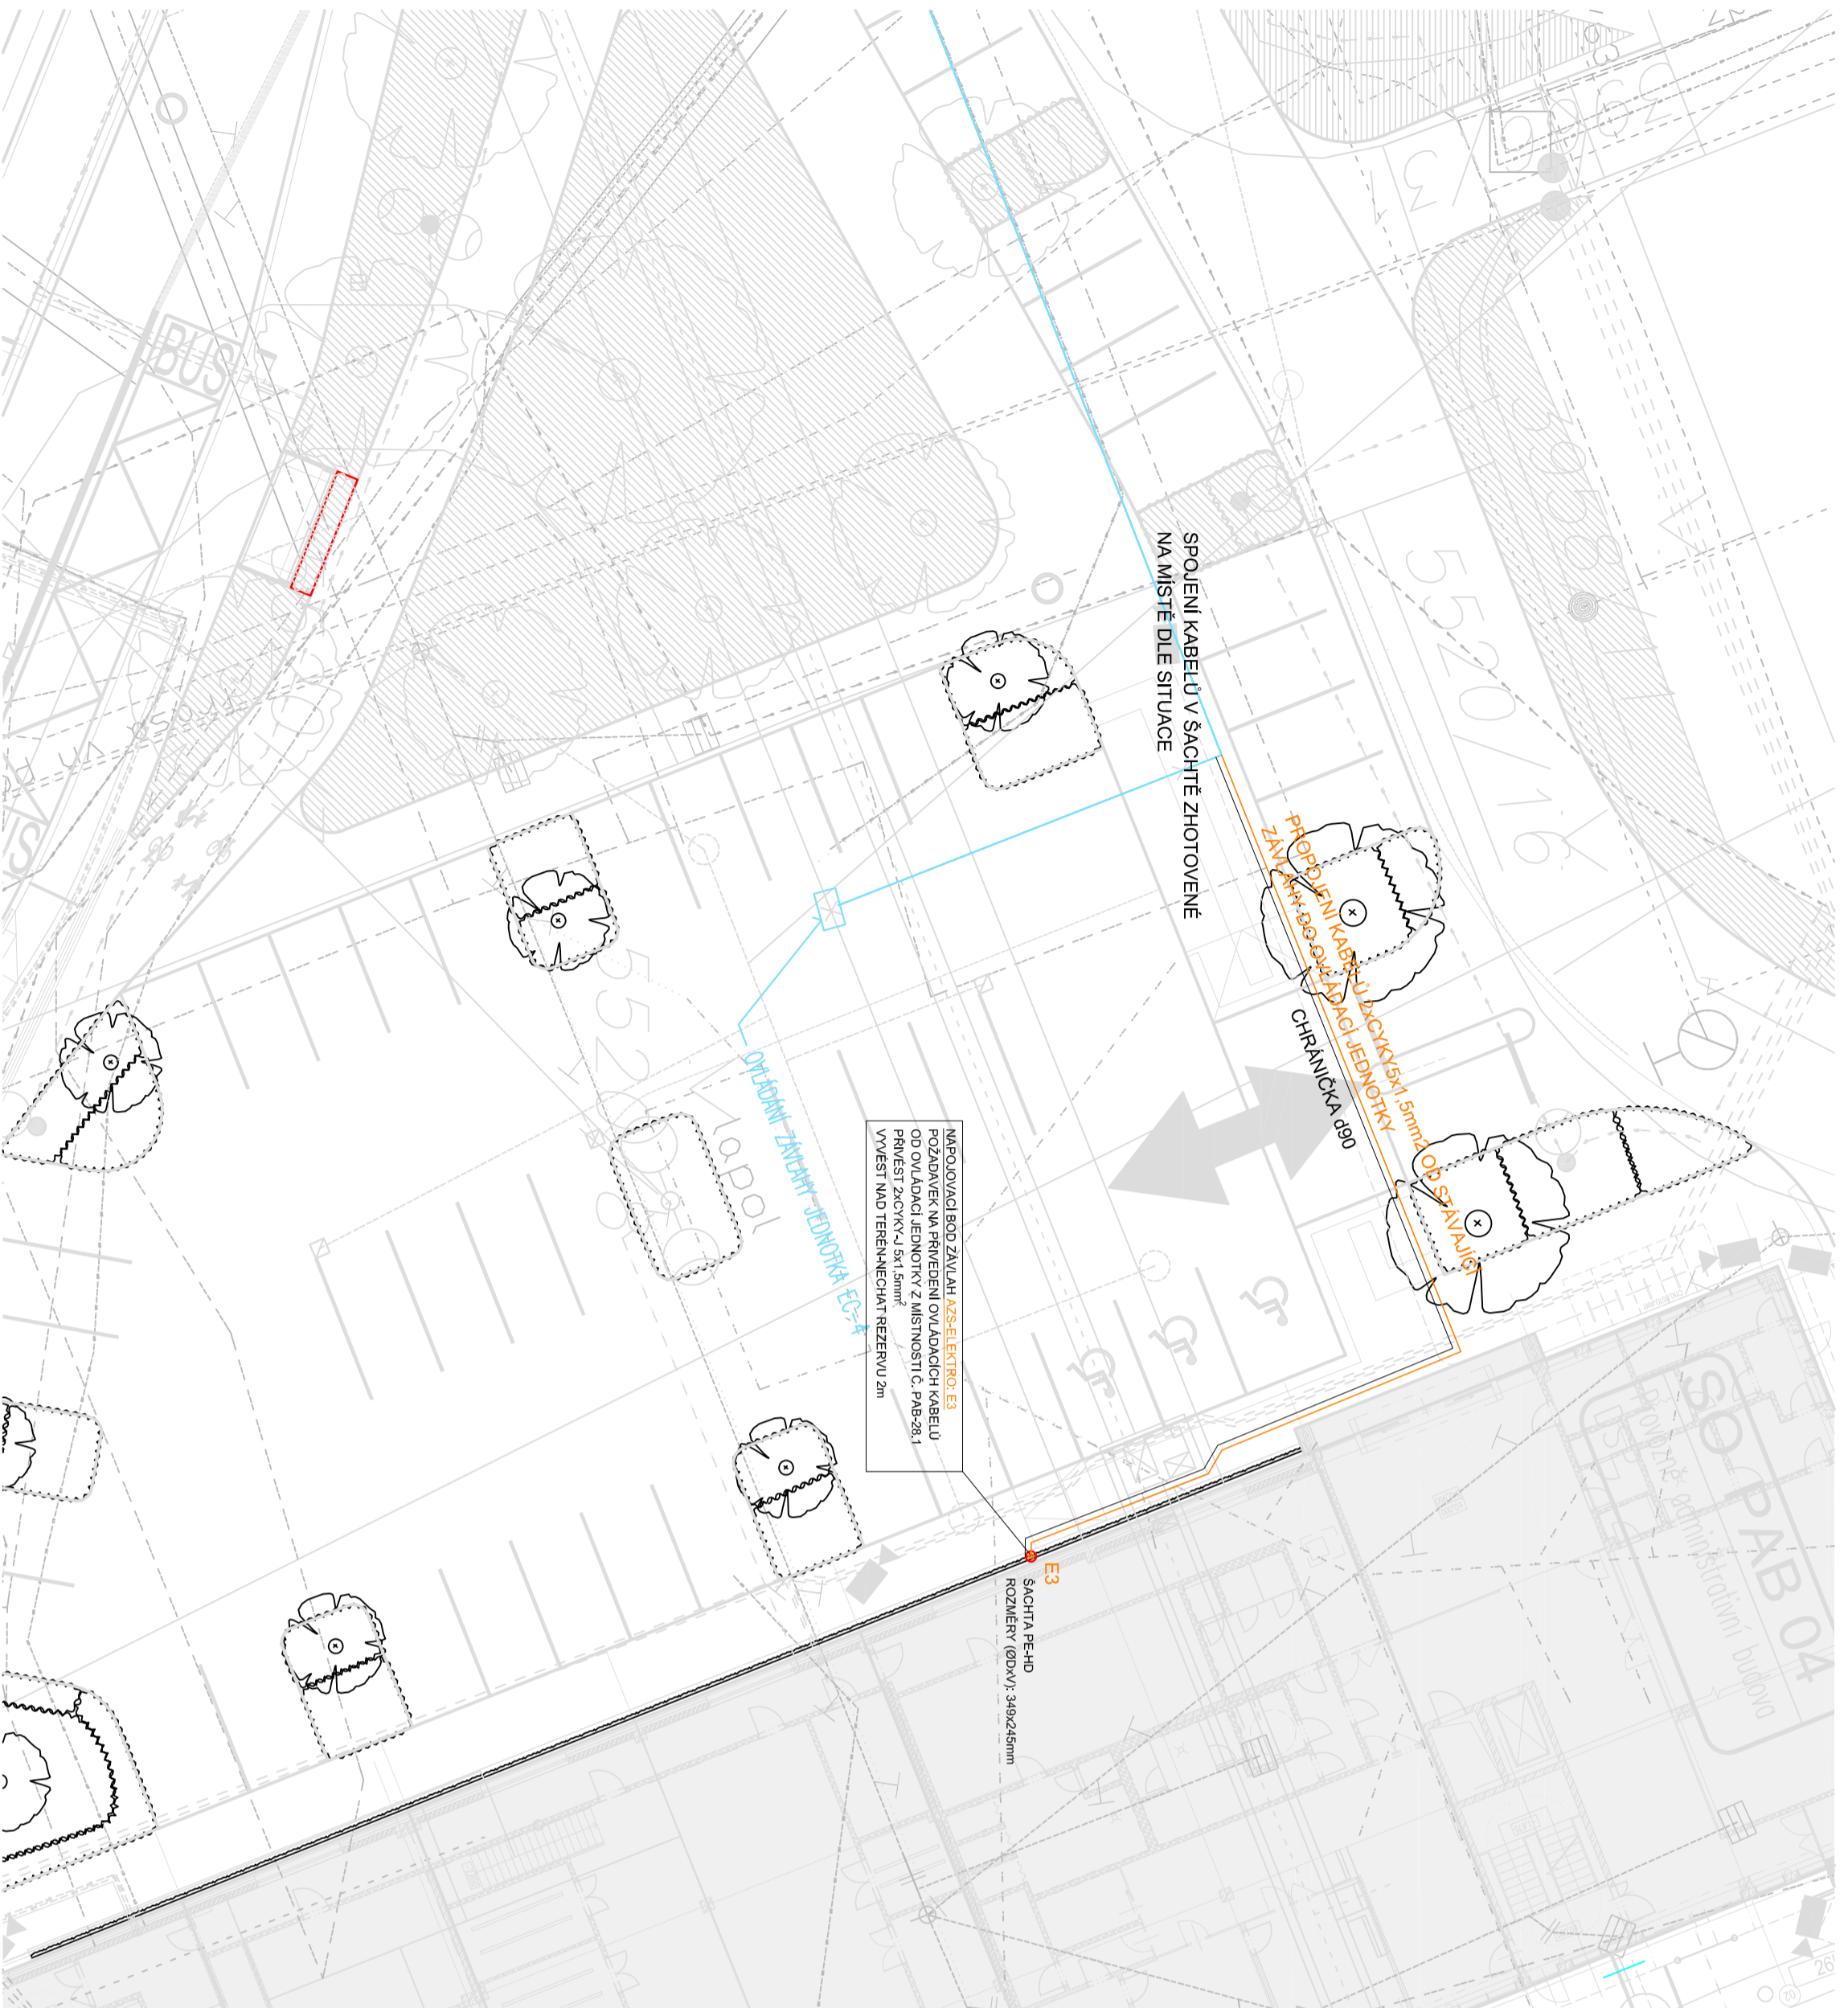 SPOJENÍ KABELŮ V ŠACHTĚ ZHOTOVENÉ
NA MÍSTĚ DLE SITUACE
PROPOJENÍ KABELŮ 2xCYKY5x1,5mm2 OD STÁVAJÍCÍ
ZÁVLAHY DO OVLÁDACÍ JEDNOTKY
CHRÁNIČKA d90
OVLÁDÁNÍ ZÁVLAHY-JEDNOTKA EC-4
NAPOJOVACÍ BOD ZÁVLAH AZS-ELEKTRO: E3
POŽADAVEK NA PŘIVEDENÍ OVLÁDACÍCH KABELŮ
OD OVLÁDACÍ JEDNOTKY Z MÍSTNOSTI Č. PAB-28,1
PŘIVÉST 2xCYKY-J 5x1,5mm²
VYVÉST NAD TERÉN-NECHAT REZERVU 2m
E3
ŠACHTA PE-HD
ROZMĚRY (ØDxV): 349x245mm
SO PAB 04
5520/16
BUS
26